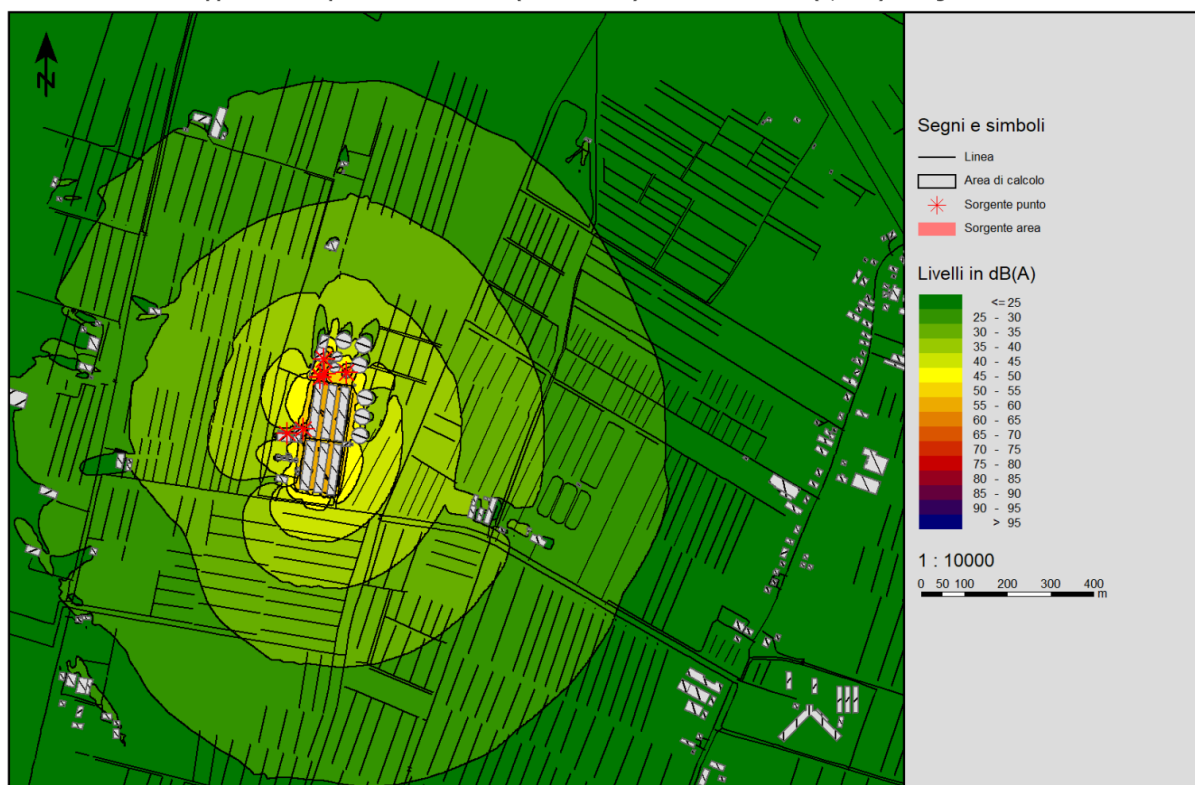 N
Segni e simboli
Linea
Area di calcolo
Sorgente punto
Sorgente area
Livelli in dB(A)
<= 25
25 - 30
30 - 35
35 - 40
40 - 45
45 - 50
50 - 55
55 - 60
60 - 65
65 - 70
70 - 75
75 - 80
80 - 85
85 - 90
90 - 95
> 95
1 : 10000
0 50 100 200 300 400
m